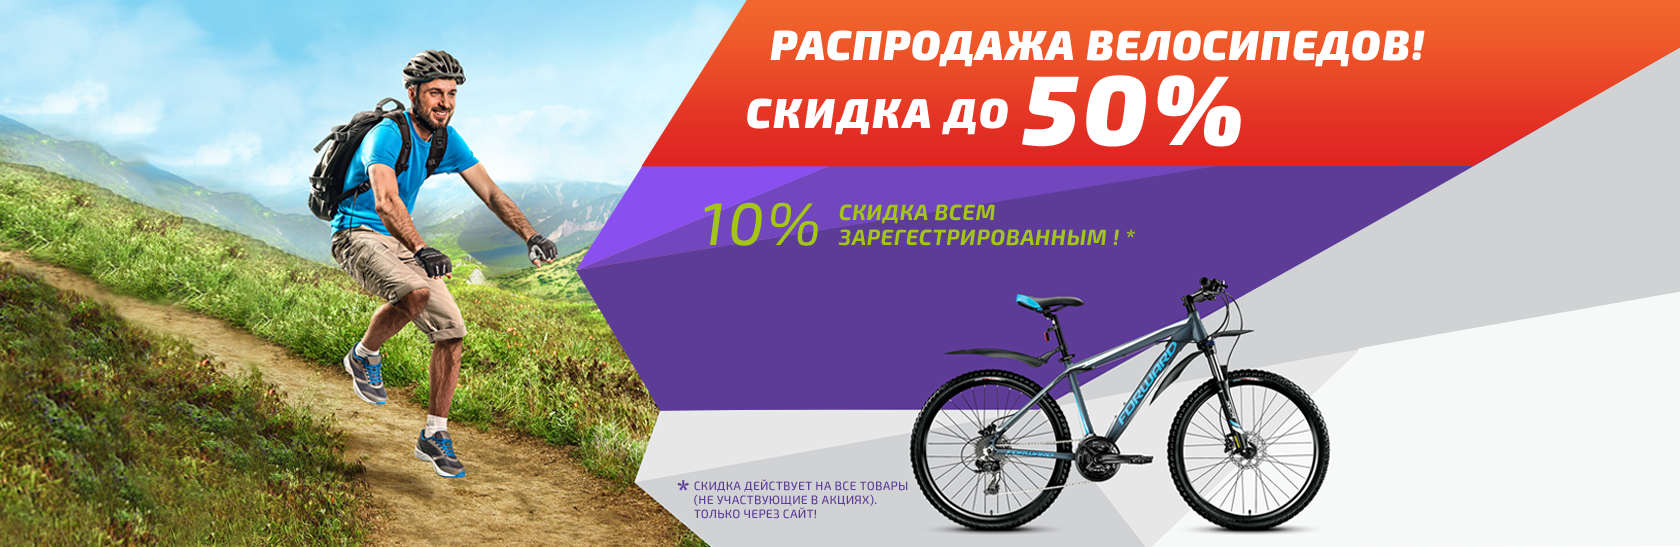 РАСПРОДАЖА ВЕЛОСИПЕДОВ!
СКИДКА ДО 50%
10% СКИДКА ВСЕМ
ЗАРЕГЕСТРИРОВАННЫМ ! *
FORWARD
FORWARD
* СКИДКА ДЕЙСТВУЕТ НА ВСЕ ТОВАРЫ
(НЕ УЧАСТВУЮЩИЕ В АКЦИЯХ).
ТОЛЬКО ЧЕРЕЗ САЙТ!